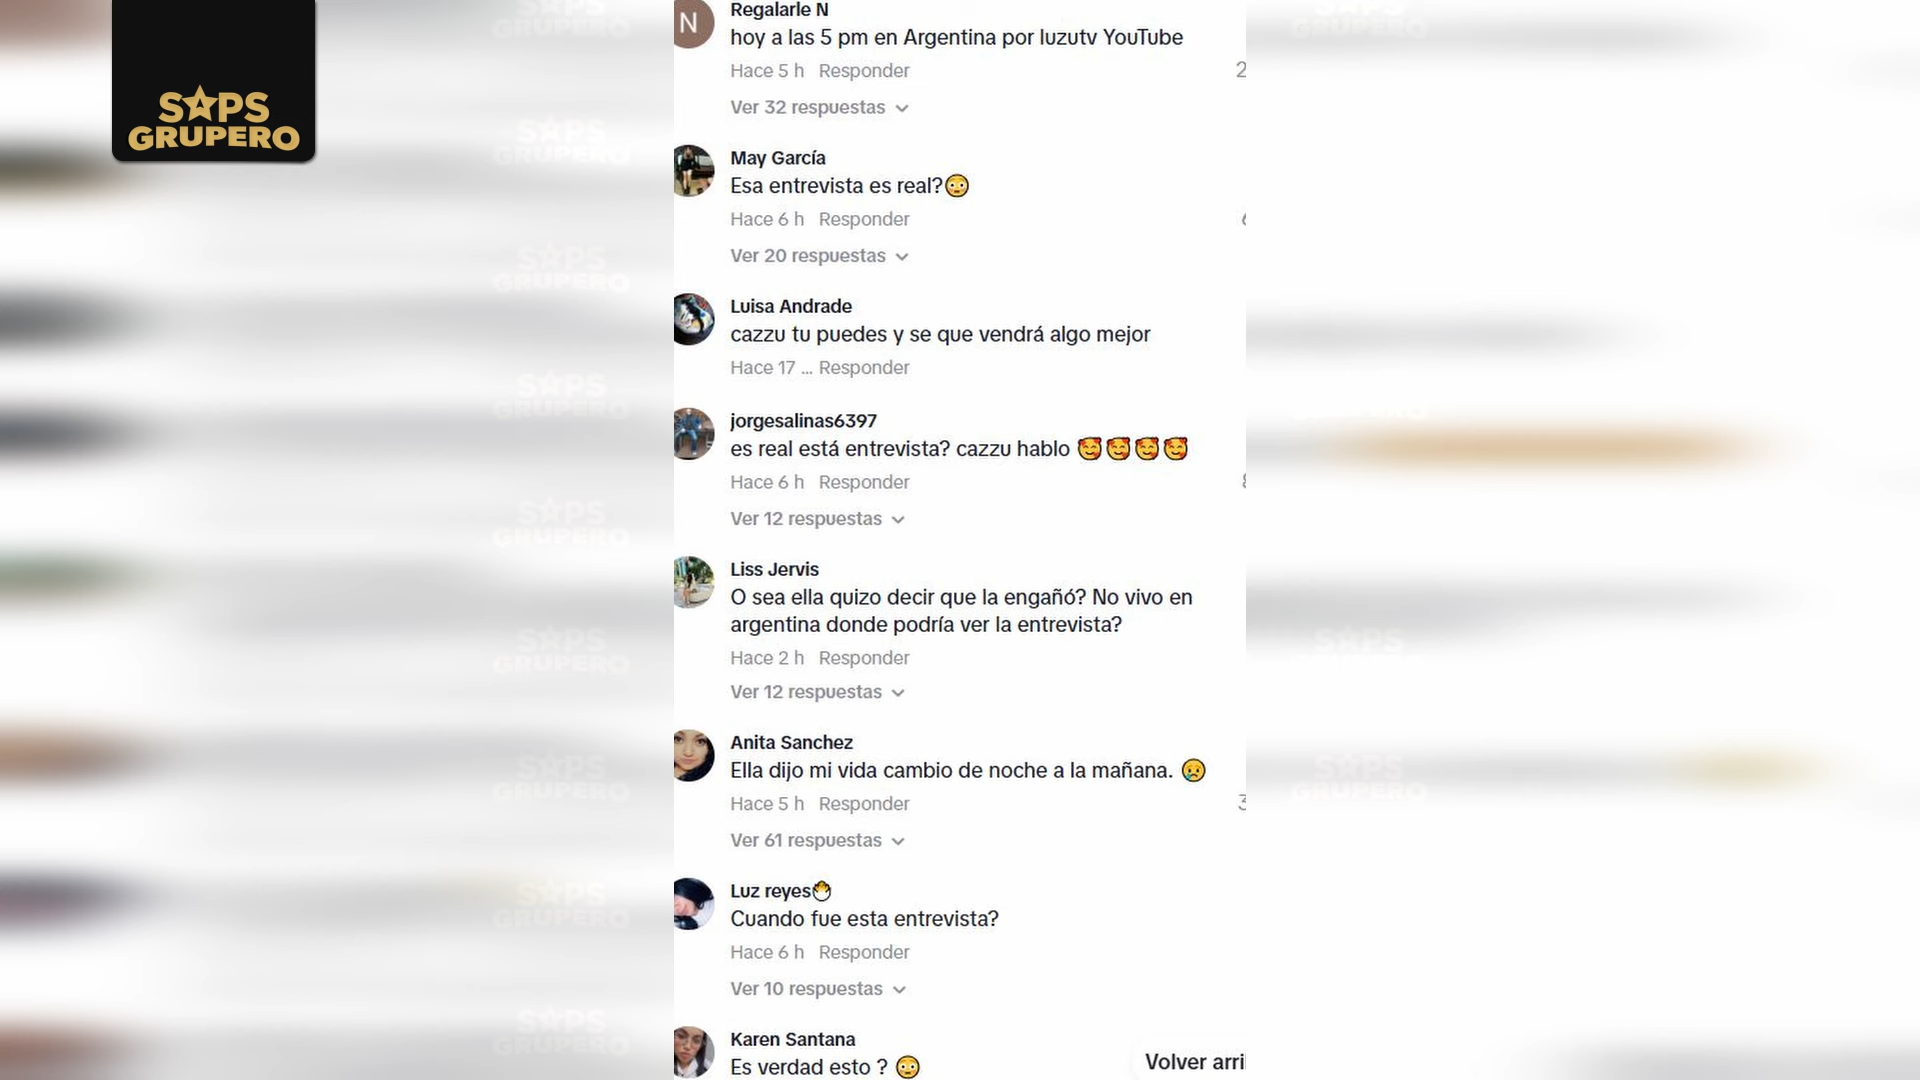 SAPS
GRUPERO
N
Regalarle N
hoy a las 5 pm en Argentina por luzutv YouTube
Hace 5 h Responder
2
Ver 32 respuestas
May García
Esa entrevista es real?😳
Hace 6 h Responder
Ver 20 respuestas
Luisa Andrade
cazzu tu puedes y se que vendrá algo mejor
Hace 17 ... Responder
jorgesalinas6397
es real está entrevista? cazzu hablo 🥰🥰🥰🥰
Hace 6 h Responder
Ver 12 respuestas
Liss Jervis
O sea ella quizo decir que la engañó? No vivo en
argentina donde podría ver la entrevista?
Hace 2 h Responder
Ver 12 respuestas
Anita Sanchez
Ella dijo mi vida cambio de noche a la mañana. 😢
Hace 5 h Responder
3
Ver 61 respuestas
Luz reyes🐣
Cuando fue esta entrevista?
Hace 6 h Responder
Ver 10 respuestas
Karen Santana
Es verdad esto ? 😳
Volver arri